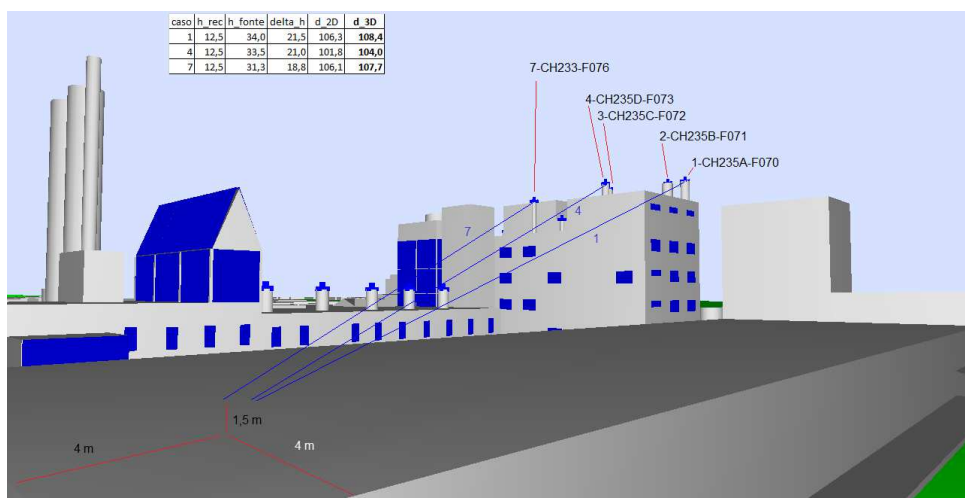 caso h_rec h_fonte delta_h d_2D d_3D
1 12,5 34,0 21,5 106,3 108,4
4 12,5 33,5 21,0 101,8 104,0
7 12,5 31,3 18,8 106,1 107,7
7-CH233-F076
4-CH235D-F073
3-CH235C-F072
2-CH235B-F071
1-CH235A-F070
7
4
1
1,5 m
4 m
4 m